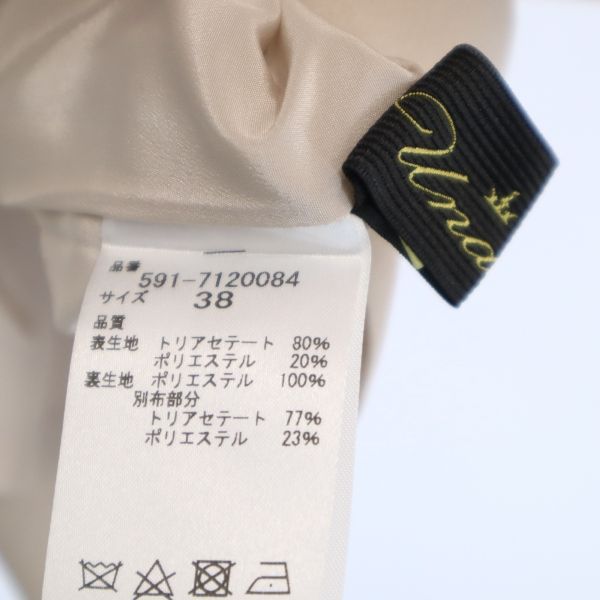 Una
品番
591-7120084
サイズ 38
品質
表生地 トリアセテート 80%
ポリエステル 20%
裏生地 ポリエステル 100%
別布部分
トリアセテート 77%
ポリエステル 23%